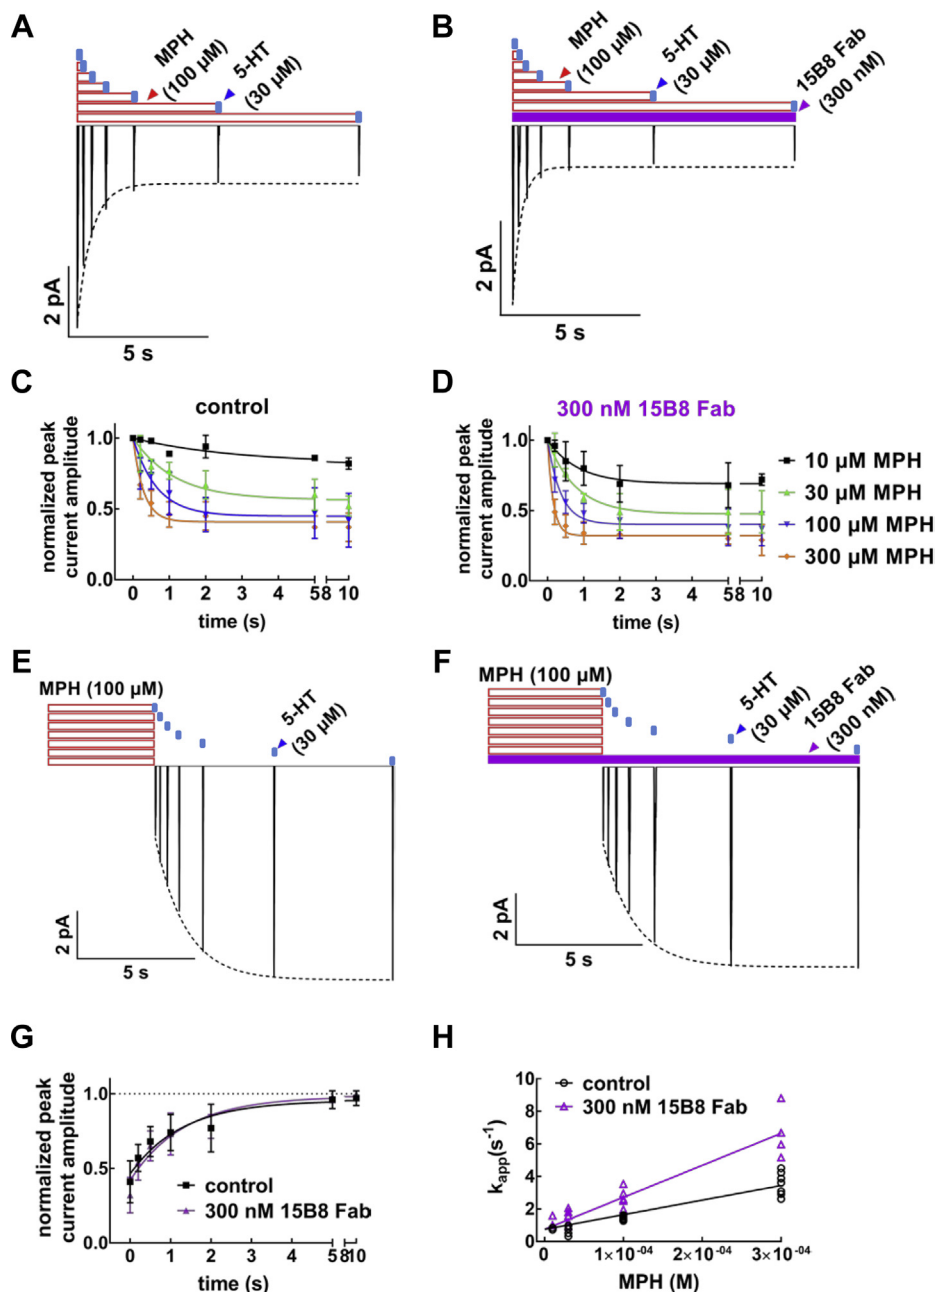 A
MPH
(100 µM)
5-HT
(30 µM)
2 pA
5 s
B
MPH
(100 µM)
5-HT
(30 µM)
15B8 Fab
(300 nM)
2 pA
5 s
C
control
normalized peak
current amplitude
1.0
0.5
0.0
0 1 2 3 4 5 8 10
time (s)
D
300 nM 15B8 Fab
normalized peak
current amplitude
1.0
0.5
0.0
0 1 2 3 4 5 8 10
time (s)
10 µM MPH
30 µM MPH
100 µM MPH
300 µM MPH
E
MPH (100 µM)
5-HT
(30 µM)
2 pA
5 s
F
MPH (100 µM)
5-HT
(30 µM)
15B8 Fab
(300 nM)
2 pA
5 s
G
normalized peak
current amplitude
1.0
0.5
0.0
control
300 nM 15B8 Fab
0 1 2 3 4 5 8 10
time (s)
H
control
300 nM 15B8 Fab
kapp(s-1)
10
8
6
4
2
0
0 1×10-04 2×10-04 3×10-04
MPH (M)